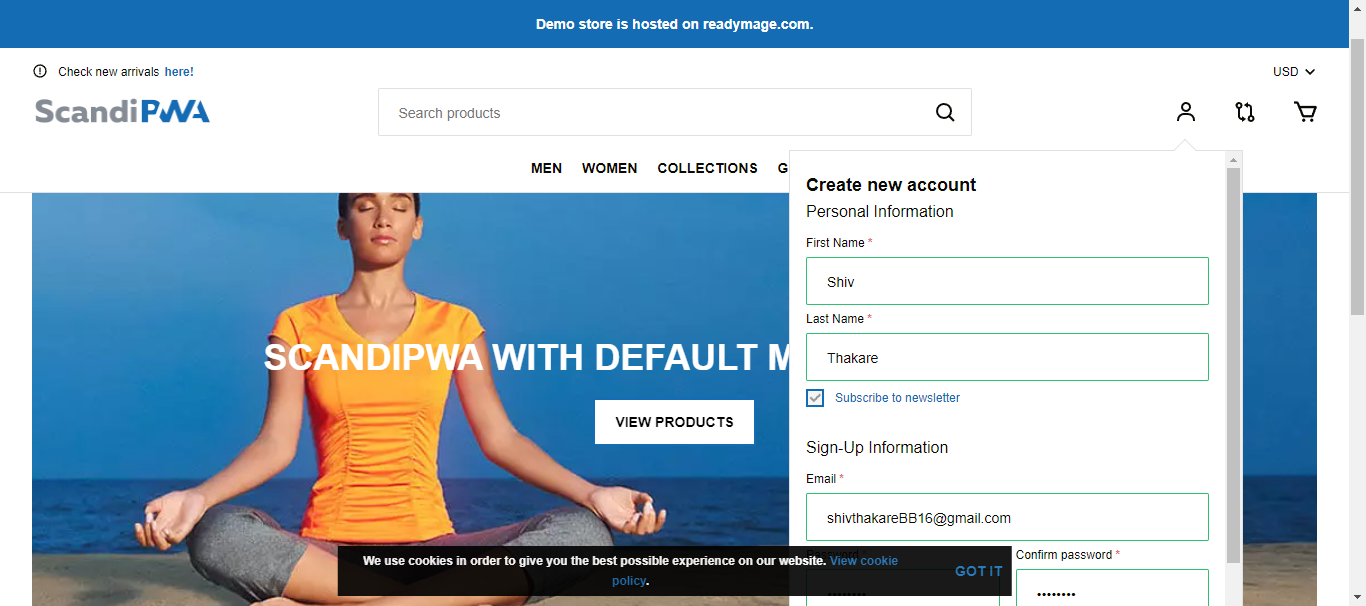 Demo store is hosted on readymage.com.
Check new arrivals here!
USD
ScandiPWA
Search products
MEN WOMEN COLLECTIONS G
SCANDIPWA WITH DEFAULT M
VIEW PRODUCTS
Create new account
Personal Information
First Name *
Shiv
Last Name *
Thakare
Subscribe to newsletter
Sign-Up Information
Email *
shivthakareBB16@gmail.com
Password *
Confirm password *
••••••••
••••••••
We use cookies in order to give you the best possible experience on our website. View cookie
policy.
GOT IT